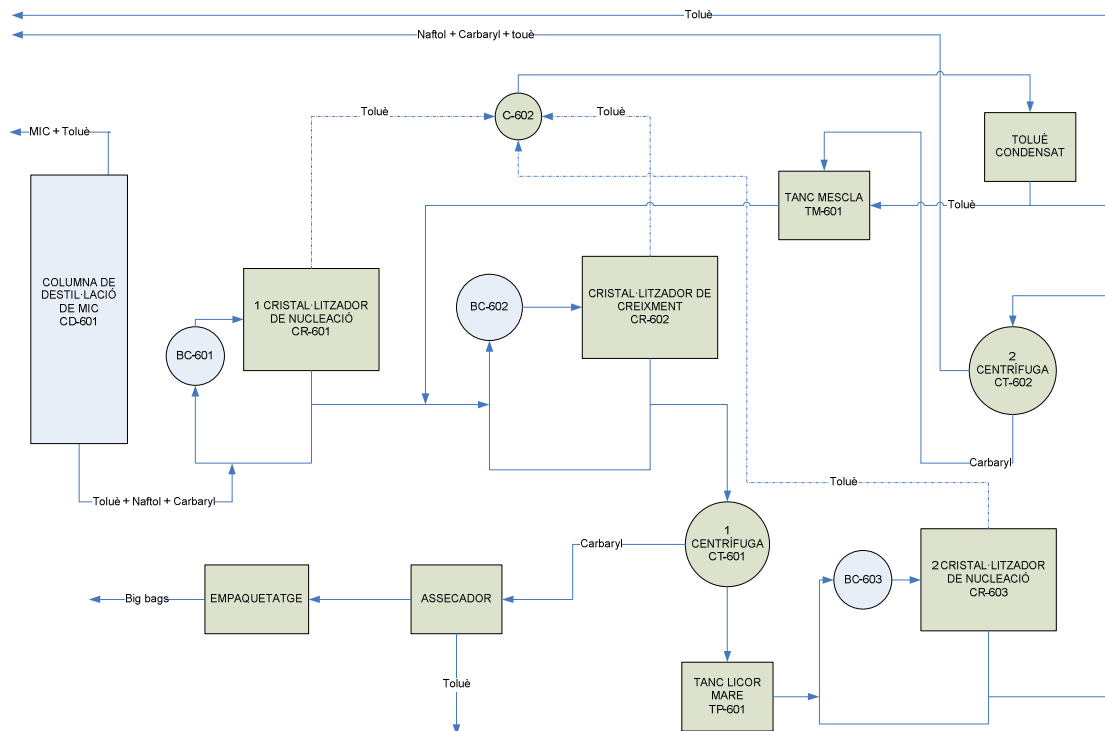 Toluè
Naftol + Carbaryl + touè
Toluè
C-602
Toluè
MIC + Toluè
TOLUÈ
CONDENSAT
TANC MESCLA
TM-601
Toluè
COLUMNA DE
DESTIL·LACIÓ
DE MIC
CD-601
1 CRISTAL·LITZADOR
DE NUCLEACIÓ
CR-601
BC-602
CRISTAL·LITZADOR DE
CREIXMENT
CR-602
BC-601
2
CENTRÍFUGA
CT-602
Carbaryl
Toluè + Naftol + Carbaryl
Toluè
1
CENTRÍFUGA
CT-601
Carbaryl
BC-603
2 CRISTAL·LITZADOR
DE NUCLEACIÓ
CR-603
Big bags
EMPAQUETATGE
ASSECADOR
Toluè
TANC LICOR
MARE
TP-601